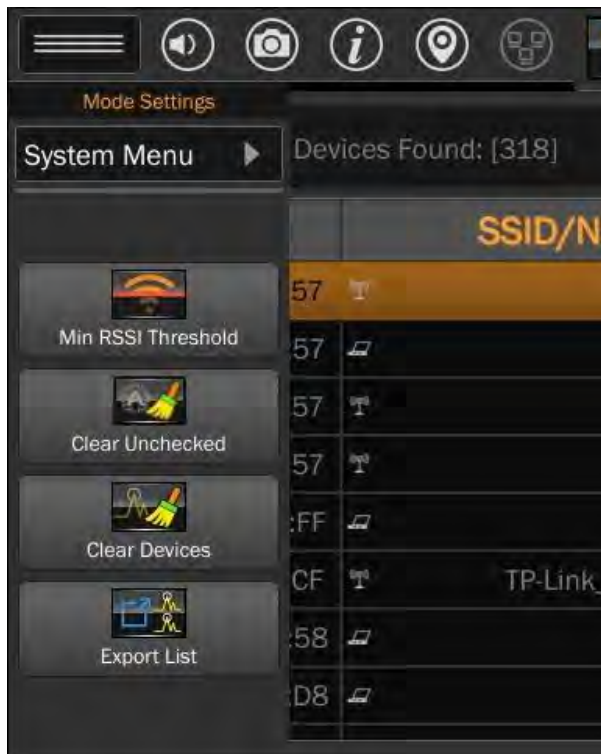 Mode Settings
System Menu
Devices Found: [318]
SSID/N
Min RSSI Threshold
57
:57
Clear Unchecked
57
57
Clear Devices
:FF
CF TP-Link_
Export List
:58
:D8